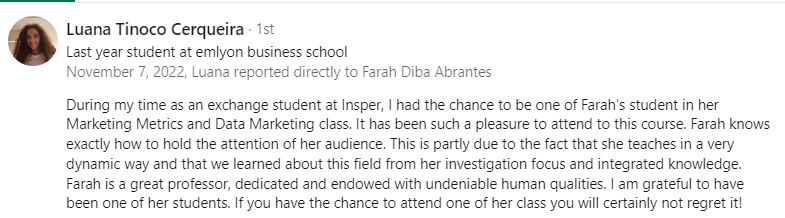 Luana Tinoco Cerqueira · 1st
Last year student at emlyon business school
November 7, 2022, Luana reported directly to Farah Diba Abrantes
During my time as an exchange student at Insper, I had the chance to be one of Farah's student in her
Marketing Metrics and Data Marketing class. It has been such a pleasure to attend to this course. Farah knows
exactly how to hold the attention of her audience. This is partly due to the fact that she teaches in a very
dynamic way and that we learned about this field from her investigation focus and integrated knowledge.
Farah is a great professor, dedicated and endowed with undeniable human qualities. I am grateful to have
been one of her students. If you have the chance to attend one of her class you will certainly not regret it!